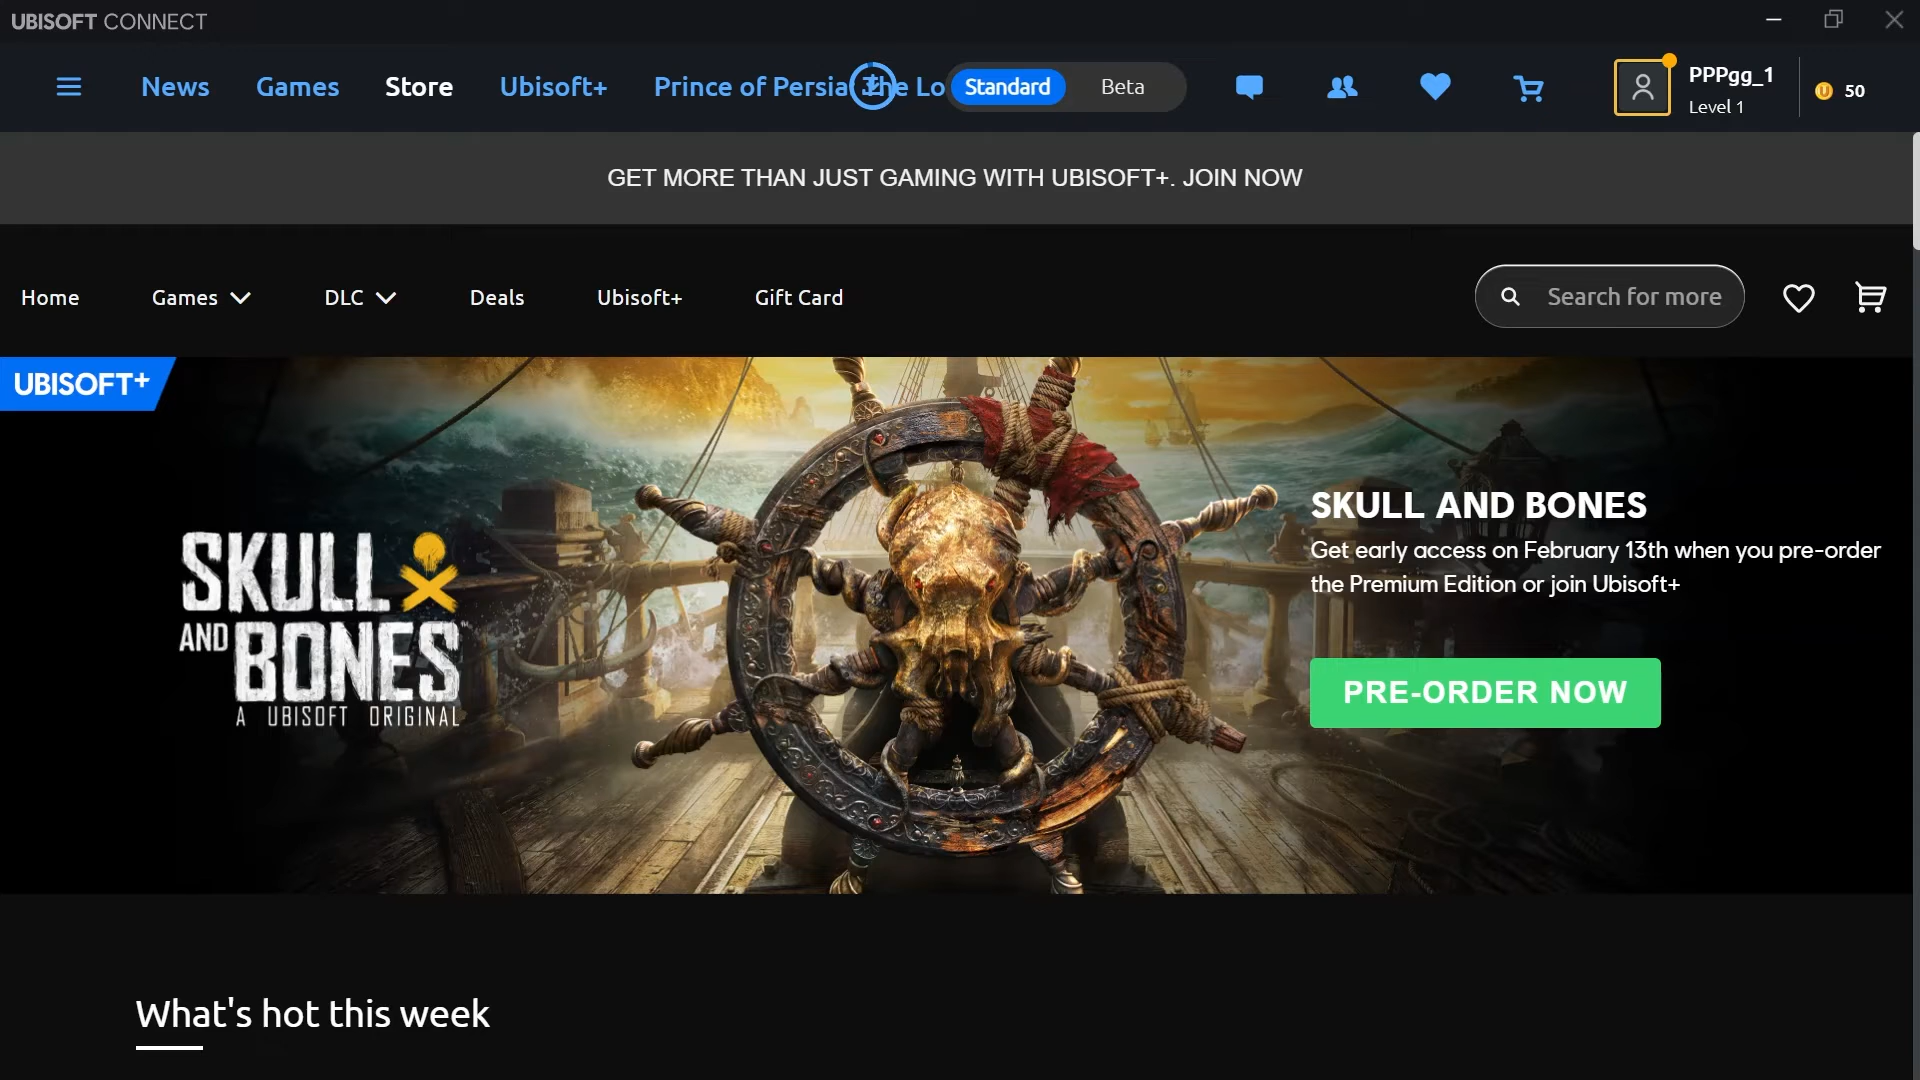 UBISOFT CONNECT
News
Games
Store
Ubisoft+
Prince of Persia The Lo
Standard
Beta
PPPgg_1
Level 1
50
GET MORE THAN JUST GAMING WITH UBISOFT+. JOIN NOW
Home
Games
DLC
Deals
Ubisoft+
Gift Card
Search for more
UBISOFT+
SKULL
AND BONES
A UBISOFT ORIGINAL
SKULL AND BONES
Get early access on February 13th when you pre-order
the Premium Edition or join Ubisoft+
PRE-ORDER NOW
What's hot this week